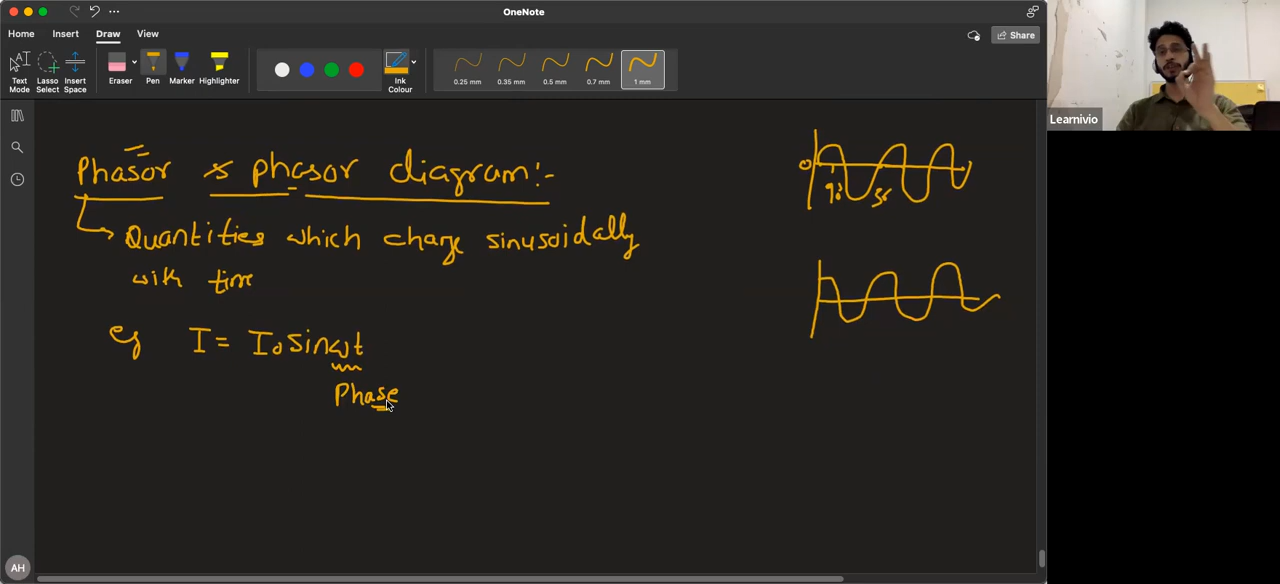 OneNote
Home Insert Draw View
Share
Text Mode
Lasso Select
Insert Space
Eraser
Pen
Marker
Highlighter
Ink Colour
0.25 mm
0.35 mm
0.5 mm
0.7 mm
1 mm
Learnivio
Phasor & phasor diagram:-
Quantities which change sinusoidally
with time
eg I = I₀ sinωt
Phase
0
90
AH